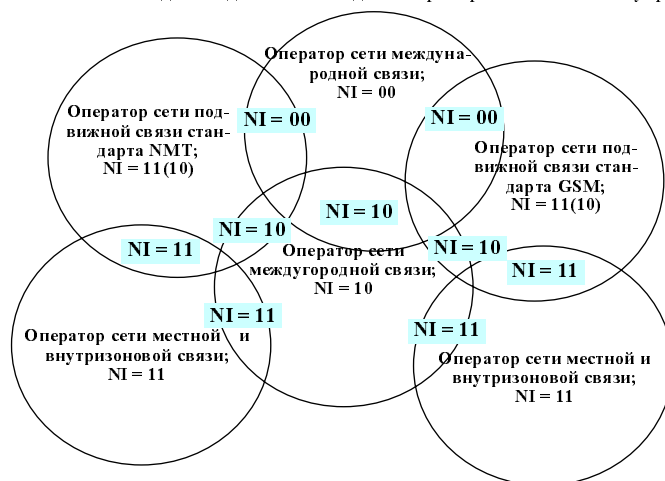 Оператор сети междуна-
родной связи;
NI = 00
Оператор сети под-
вижной связи стан-
дарта NMT;
NI = 11(10)
NI = 00
NI = 00
Оператор сети под-
вижной связи стан-
дарта GSM;
NI = 11(10)
NI = 10
NI = 10
NI = 10
NI = 11
NI = 11
Оператор сети
междугородной связи;
NI = 10
NI = 11
NI = 11
Оператор сети местной и
внутризоновой связи;
NI = 11
Оператор сети местной и
внутризоновой связи;
NI = 11